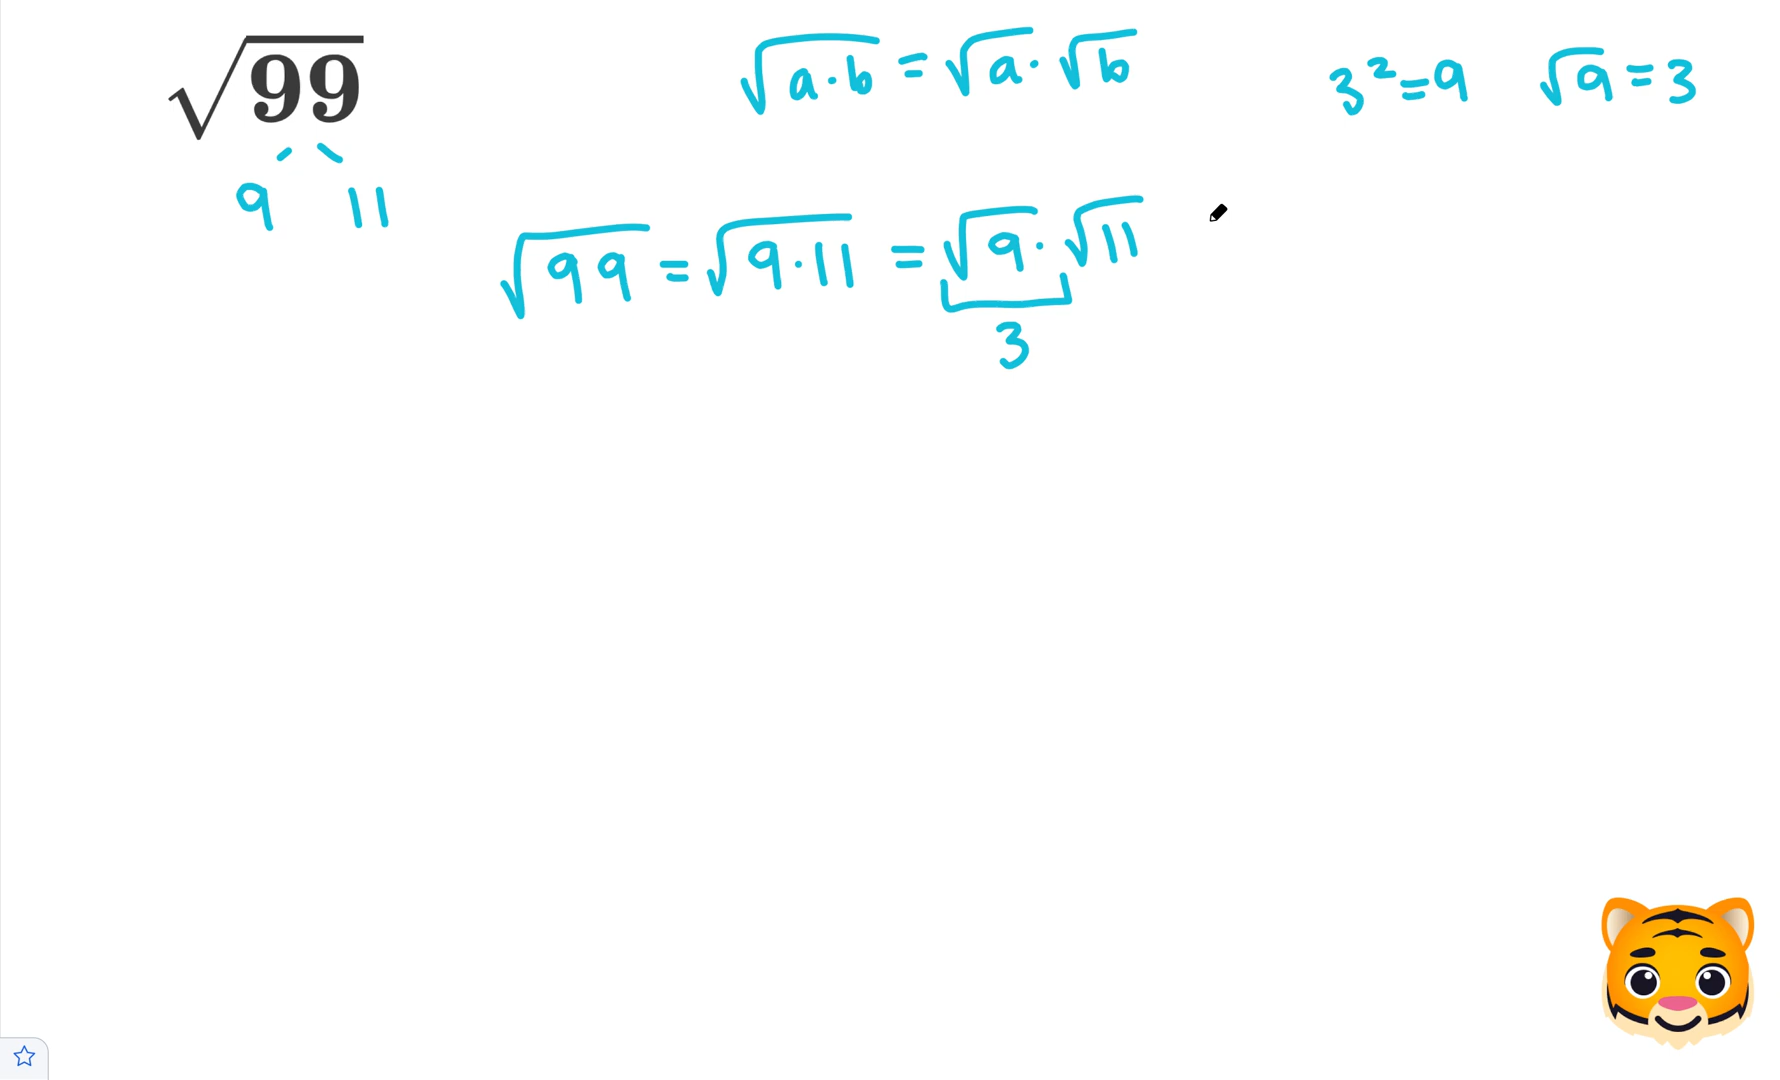 √99
√a·b = √a · √b
3²=9 √9=3
9 11
√99 = √9·11 = √9 · √11
3